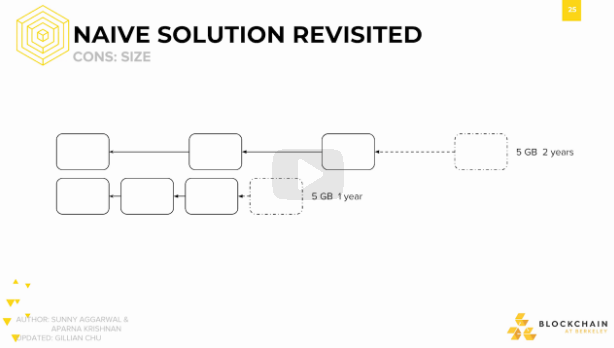 25
NAIVE SOLUTION REVISITED
CONS: SIZE
5 GB 2 years
5 GB 1 year
AUTHOR: SUNNY AGGARWAL &
APARNA KRISHNAN
UPDATED: GILLIAN CHU
BLOCKCHAIN
AT BERKELEY